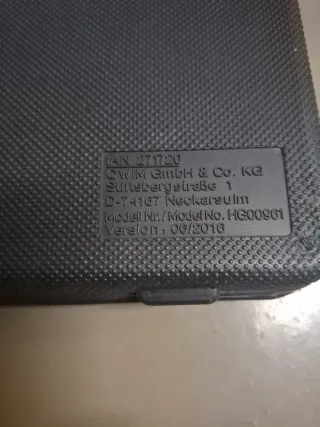 IAN 271720
OWIM GmbH & Co. KG
Stiftsbergstraße 1
D-74167 Neckarsulm
Model Nr./Model No. HG00961
Version: 06/2016